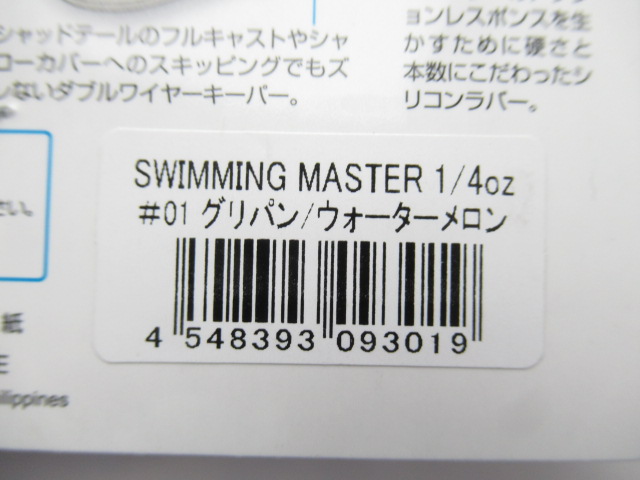 シャッドテールのフルキャストやシャ
ローカバーへのスキッピングでもズ
しないダブルワイヤーキーパー。
ョンレスポンスを生
かすために硬さと
本数にこだわったシ
リコンラバー。
さい。
SWIMMING MASTER 1/4oz
#01 グリパン/ウォーターメロン
4 548393 093019
紙
E
ilippines